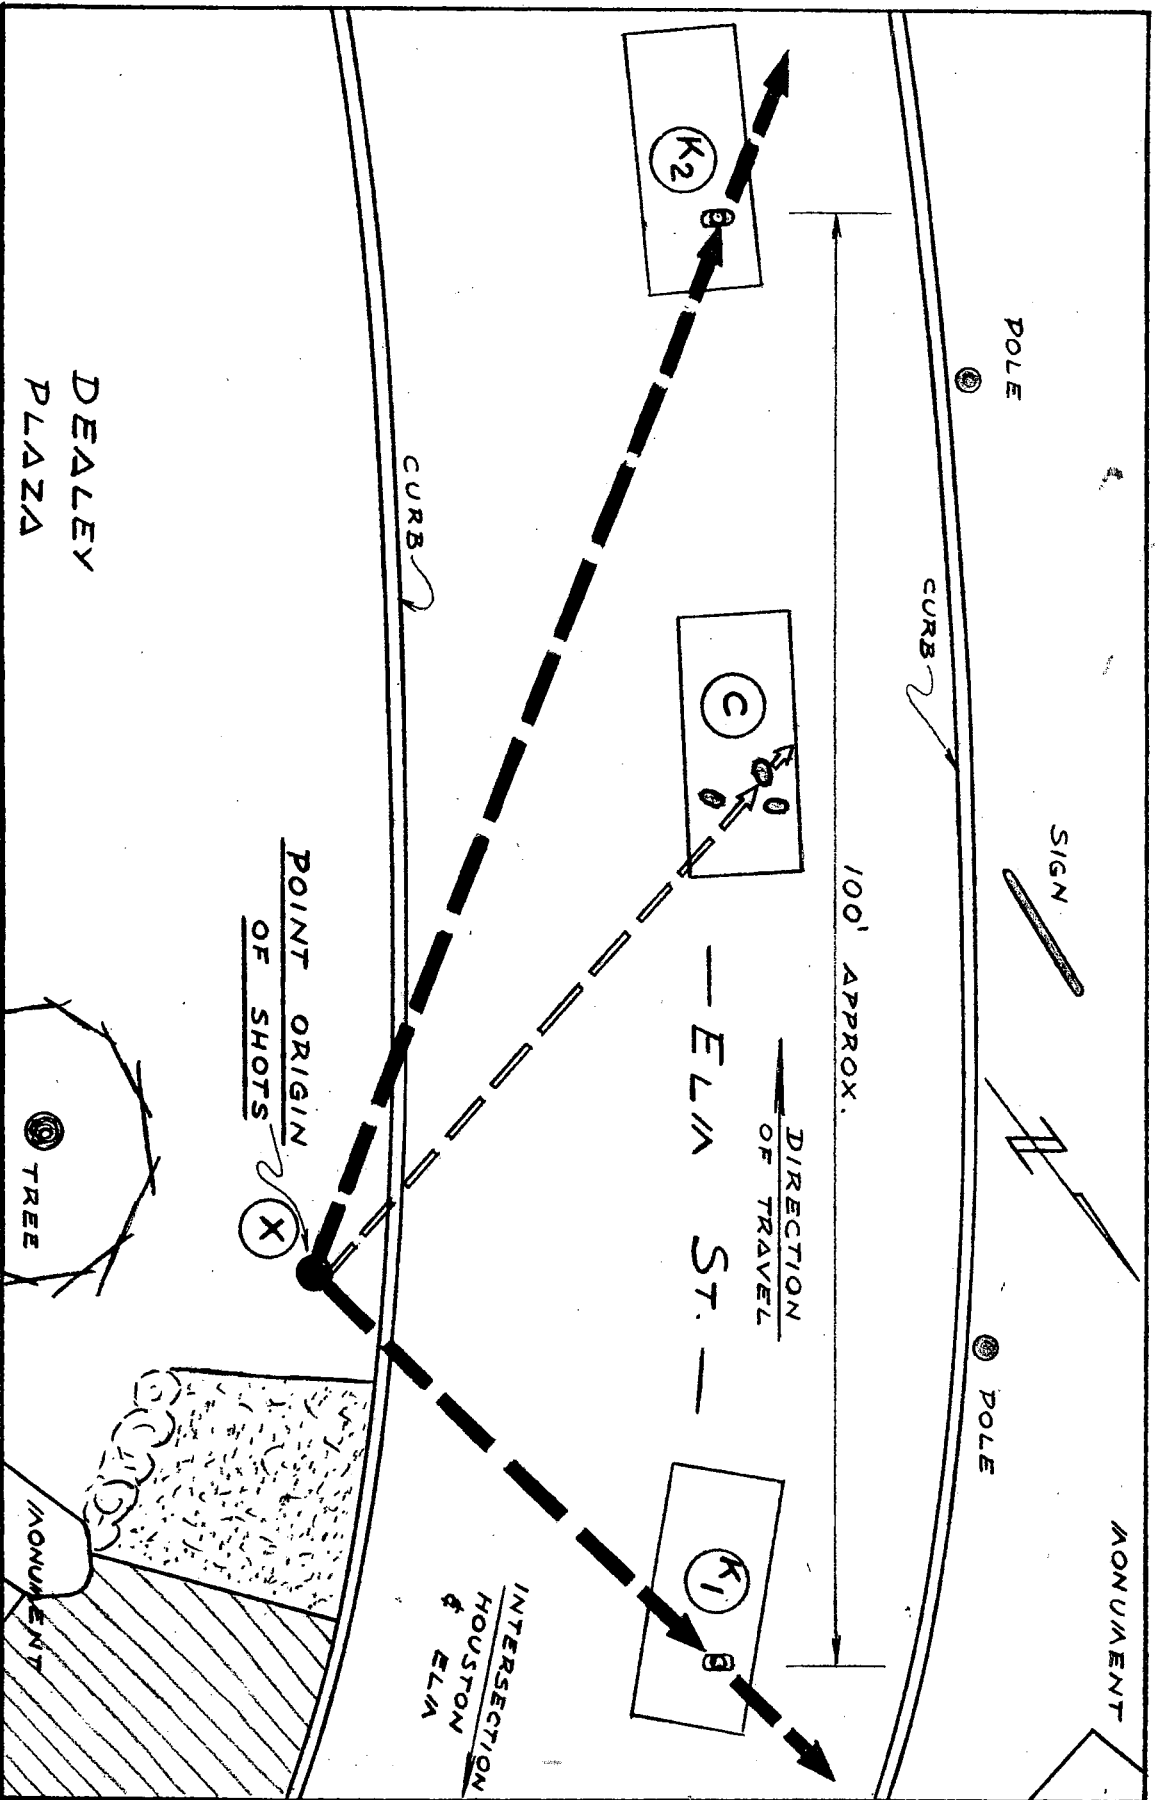 MONUMENT
SIGN
N
POLE
POLE
CURB
100' APPROX.
DIRECTION
OF TRAVEL
K2
C
— ELM ST. —
K1
INTERSECTION
HOUSTON
& ELM
CURB
POINT ORIGIN
OF SHOTS
X
DEALEY
PLAZA
TREE
MONUMENT